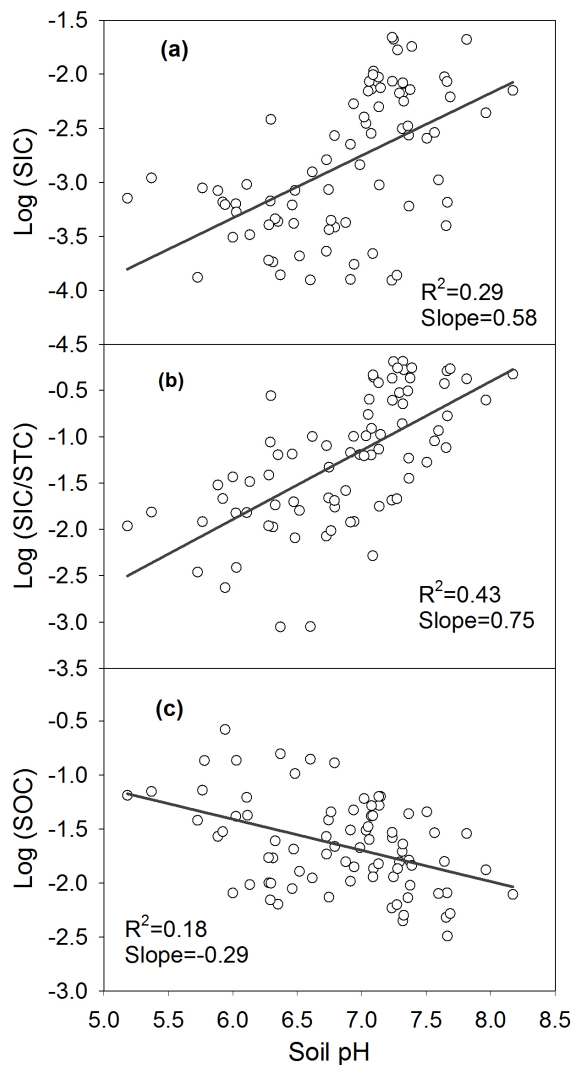 -1.5
(a)
-2.0
-2.5
-3.0
-3.5
-4.0
Log (SIC)
R²=0.29
Slope=0.58
-4.5
(b)
-0.5
-1.0
-1.5
-2.0
-2.5
-3.0
Log (SIC/STC)
R²=0.43
Slope=0.75
-3.5
(c)
-0.5
-1.0
-1.5
-2.0
-2.5
-3.0
Log (SOC)
R²=0.18
Slope=-0.29
5.0 5.5 6.0 6.5 7.0 7.5 8.0 8.5
Soil pH